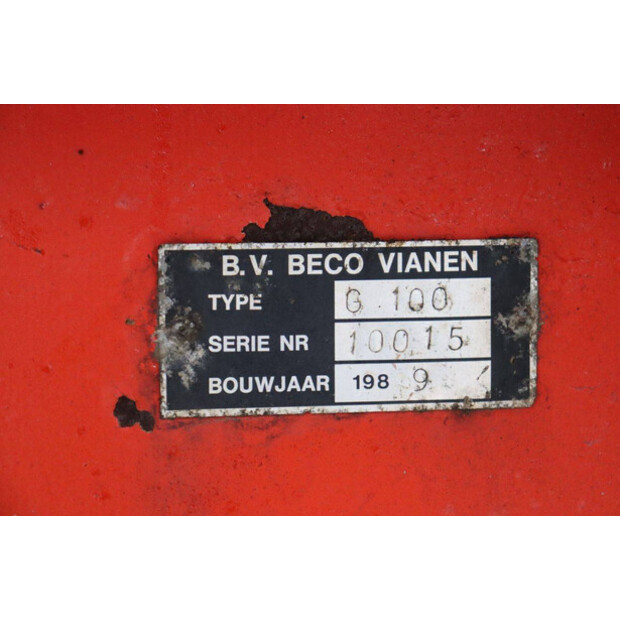 B.V. BECO VIANEN
TYPE G 100
SERIE NR 10015
BOUWJAAR 198 9